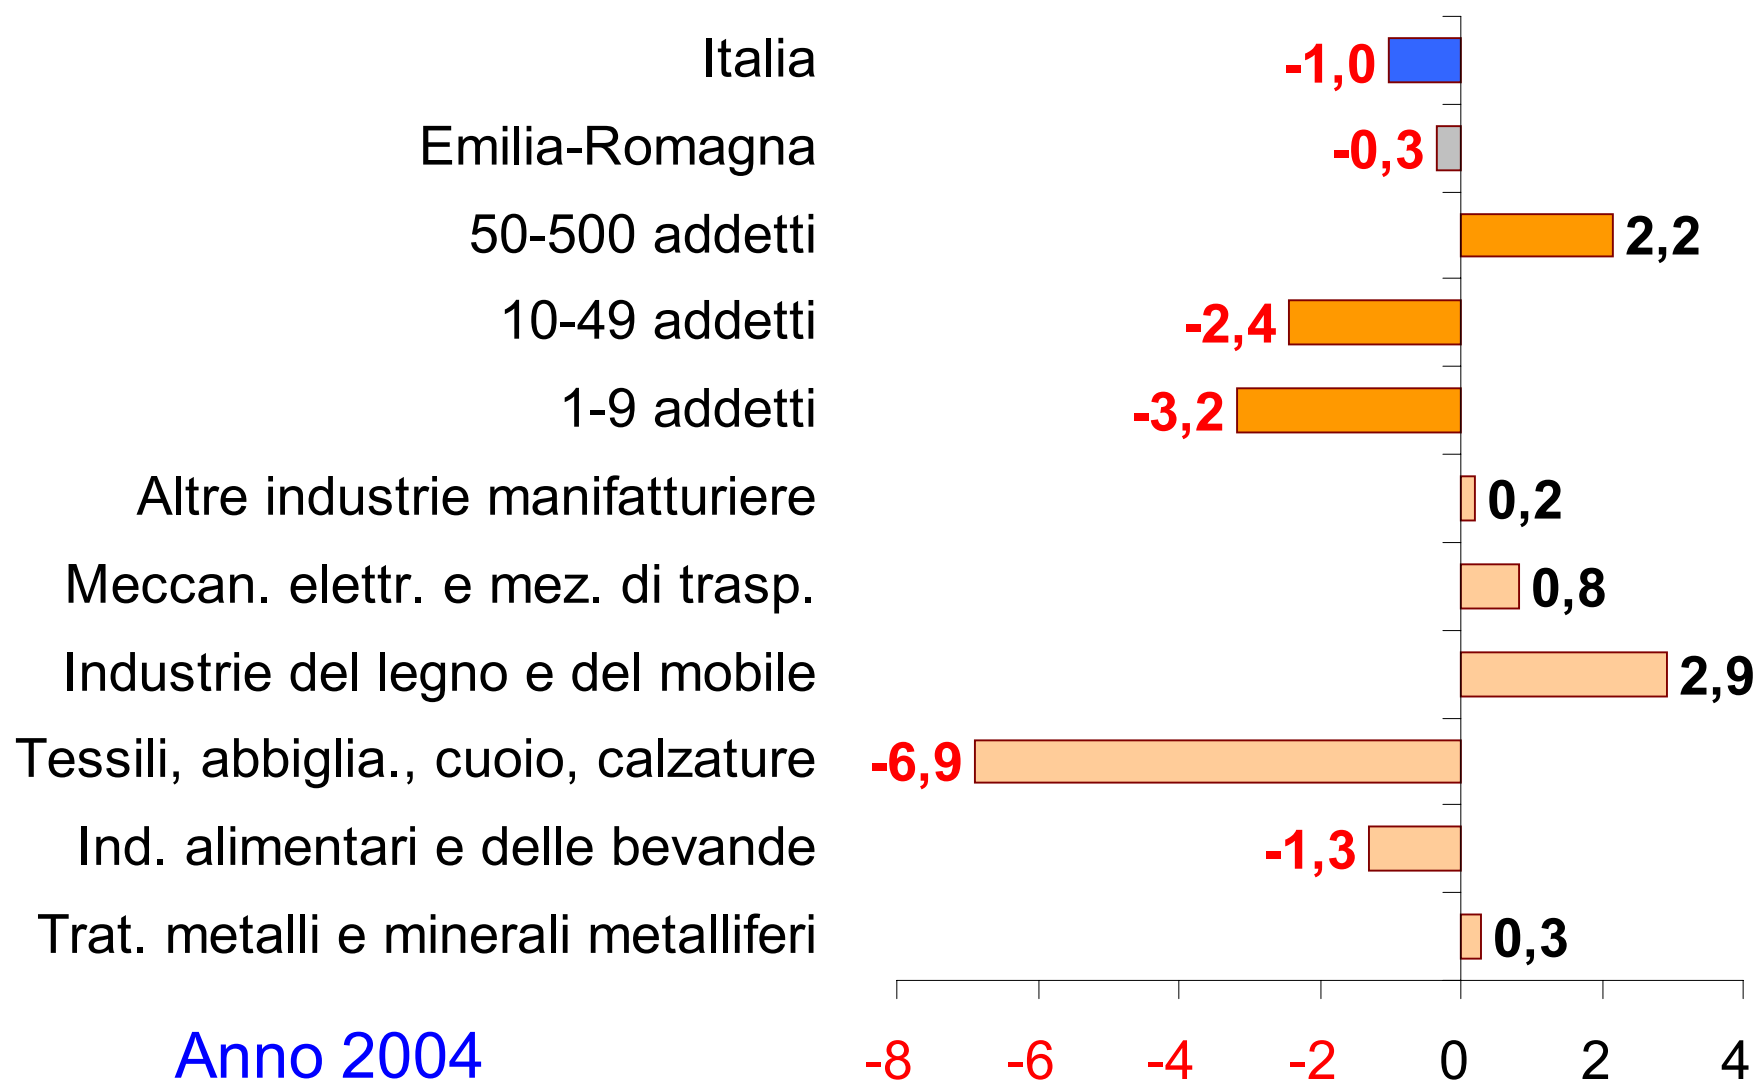 Italia -1,0
Emilia-Romagna -0,3
50-500 addetti 2,2
10-49 addetti -2,4
1-9 addetti -3,2
Altre industrie manifatturiere 0,2
Meccan. elettr. e mez. di trasp. 0,8
Industrie del legno e del mobile 2,9
Tessili, abbiglia., cuoio, calzature -6,9
Ind. alimentari e delle bevande -1,3
Trat. metalli e minerali metalliferi 0,3
Anno 2004 -8 -6 -4 -2 0 2 4